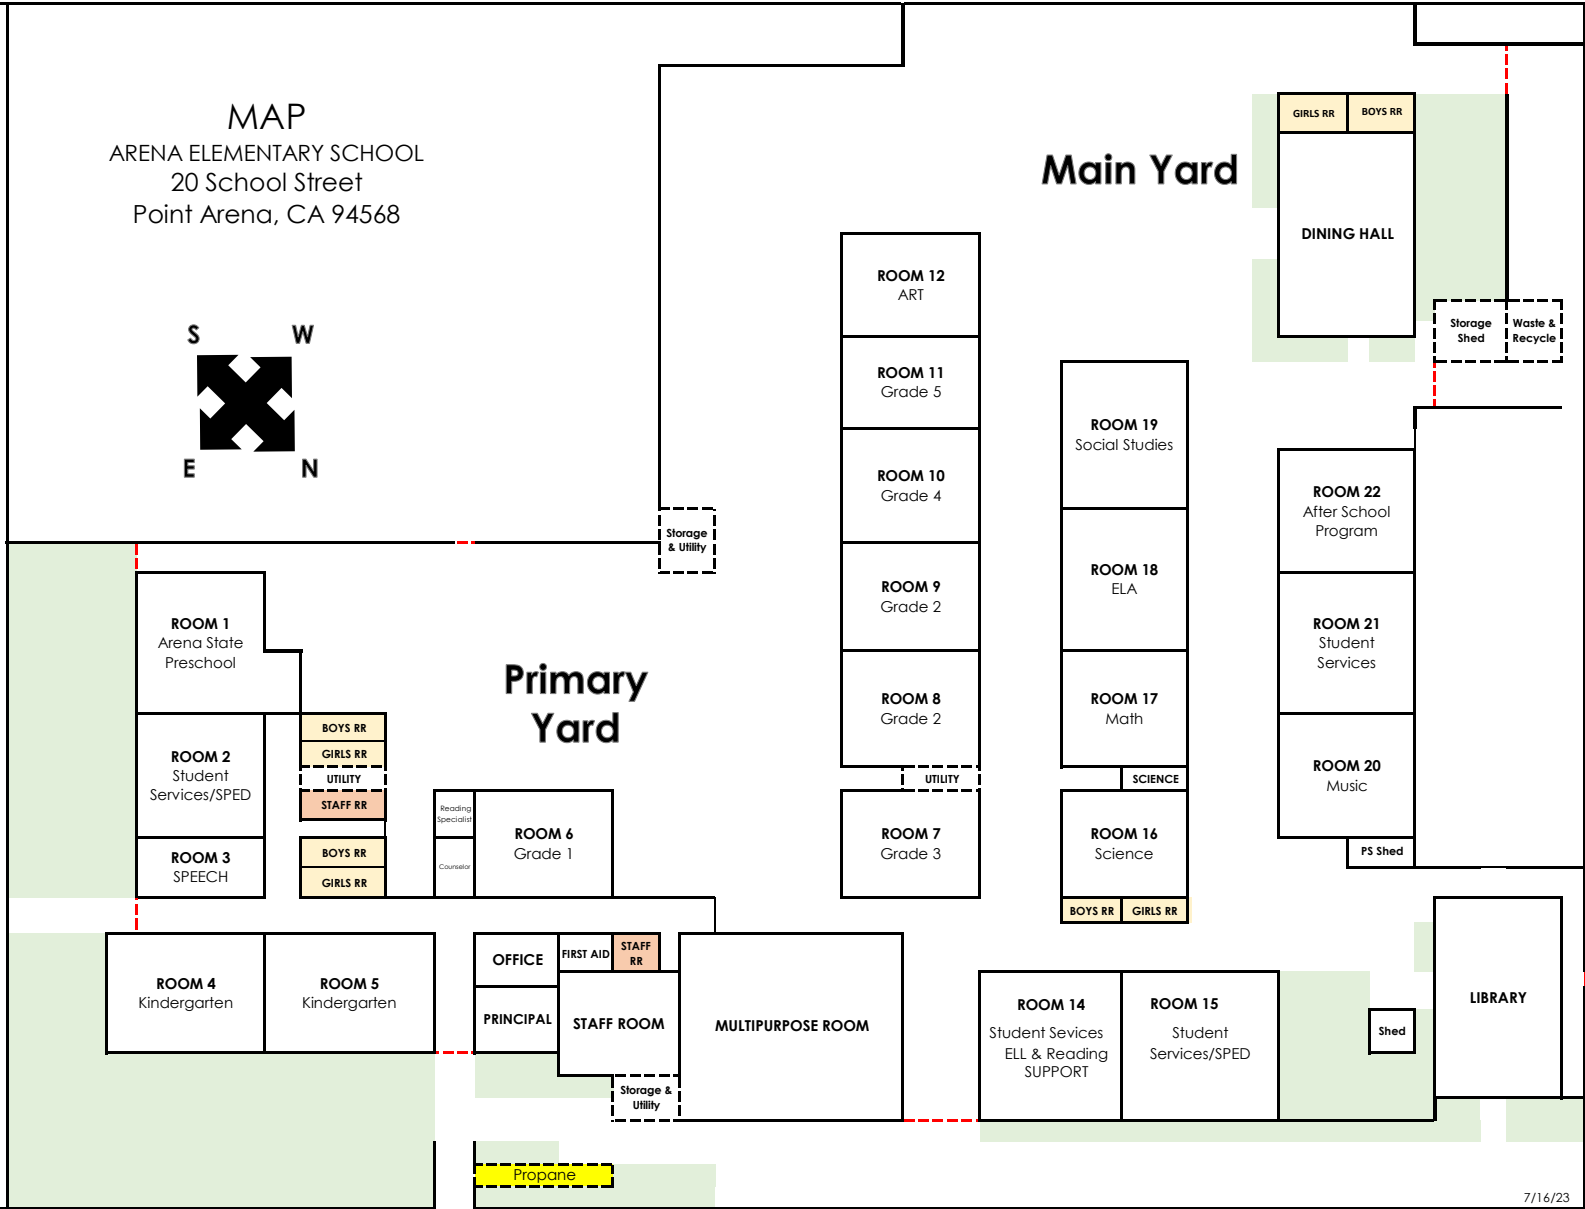 MAP
ARENA ELEMENTARY SCHOOL
20 School Street
Point Arena, CA 94568
S W
E N
Main Yard
GIRLS RR
BOYS RR
DINING HALL
Storage
Shed
Waste &
Recycle
ROOM 12
ART
ROOM 11
Grade 5
ROOM 10
Grade 4
ROOM 9
Grade 2
ROOM 8
Grade 2
UTILITY
ROOM 7
Grade 3
ROOM 19
Social Studies
ROOM 18
ELA
ROOM 17
Math
SCIENCE
ROOM 16
Science
BOYS RR
GIRLS RR
ROOM 22
After School
Program
ROOM 21
Student
Services
ROOM 20
Music
PS Shed
Storage
& Utility
Primary
Yard
ROOM 1
Arena State
Preschool
ROOM 2
Student
Services/SPED
ROOM 3
SPEECH
BOYS RR
GIRLS RR
UTILITY
STAFF RR
BOYS RR
GIRLS RR
Reading
Specialist
Counselor
ROOM 6
Grade 1
ROOM 4
Kindergarten
ROOM 5
Kindergarten
OFFICE
FIRST AID
STAFF
RR
PRINCIPAL
STAFF ROOM
Storage &
Utility
MULTIPURPOSE ROOM
ROOM 14
Student Sevices
ELL & Reading
SUPPORT
ROOM 15
Student
Services/SPED
Shed
LIBRARY
Propane
7/16/23